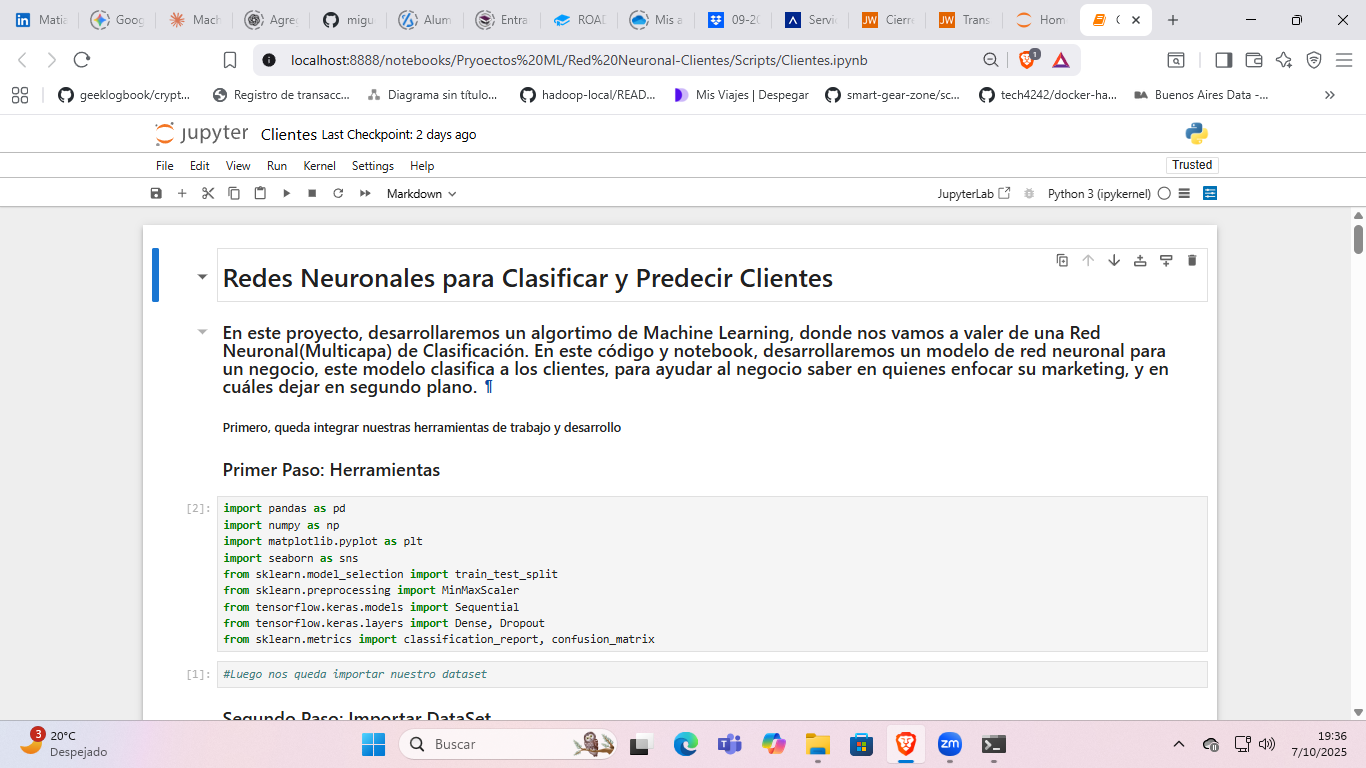 Matia
Goog
Mach
Agreg
migu
Alum
Entra
ROAD
Mis a
09-20
Servic
Cierre
Trans
Hom
localhost:8888/notebooks/Pryoectos%20ML/Red%20Neuronal-Clientes/Scripts/Clientes.ipynb
1
geeklogbook/crypt...
Registro de transacc...
Diagrama sin título...
hadoop-local/READ...
Mis Viajes | Despegar
smart-gear-zone/sc...
tech4242/docker-ha...
BA Buenos Aires Data -...
jupyter Clientes Last Checkpoint: 2 days ago
File Edit View Run Kernel Settings Help
Trusted
Markdown
JupyterLab
Python 3 (ipykernel)
Redes Neuronales para Clasificar y Predecir Clientes
En este proyecto, desarrollaremos un algortimo de Machine Learning, donde nos vamos a valer de una Red
Neuronal(Multicapa) de Clasificación. En este código y notebook, desarrollaremos un modelo de red neuronal para
un negocio, este modelo clasifica a los clientes, para ayudar al negocio saber en quienes enfocar su marketing, y en
cuáles dejar en segundo plano. ¶
Primero, queda integrar nuestras herramientas de trabajo y desarrollo
Primer Paso: Herramientas
[2]:
import pandas as pd
import numpy as np
import matplotlib.pyplot as plt
import seaborn as sns
from sklearn.model_selection import train_test_split
from sklearn.preprocessing import MinMaxScaler
from tensorflow.keras.models import Sequential
from tensorflow.keras.layers import Dense, Dropout
from sklearn.metrics import classification_report, confusion_matrix
[1]:
#Luego nos queda importar nuestro dataset
Segundo Paso: Importar DataSet
3
20°C
Despejado
Buscar
zm
19:36
7/10/2025